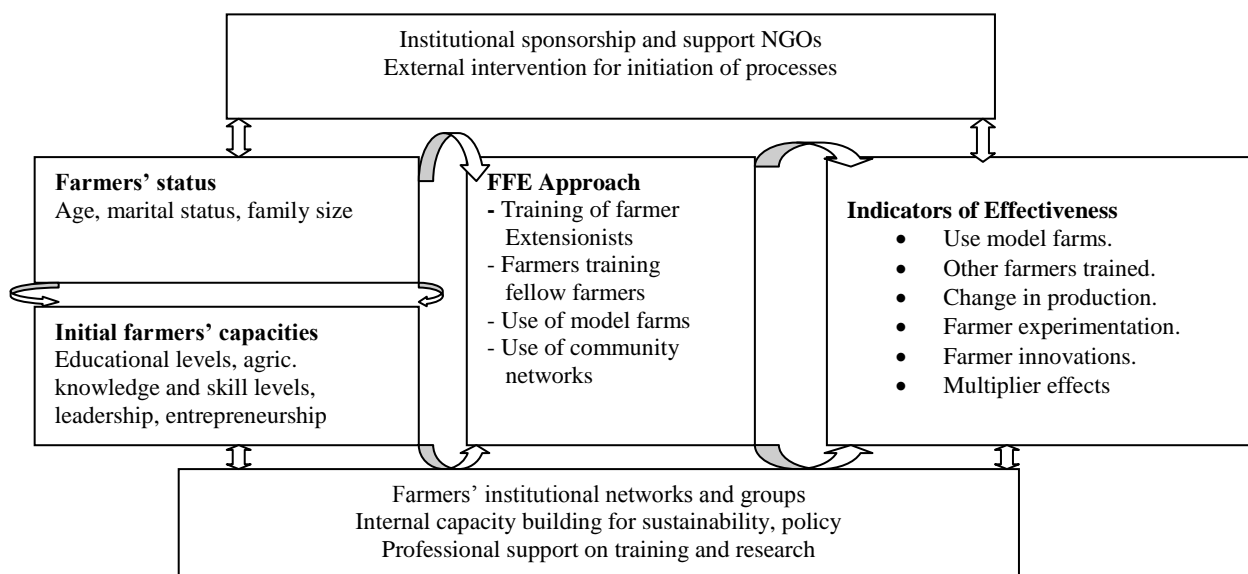 Institutional sponsorship and support NGOs
External intervention for initiation of processes
Farmers’ status
Age, marital status, family size
Initial farmers’ capacities
Educational levels, agric.
knowledge and skill levels,
leadership, entrepreneurship
FFE Approach
- Training of farmer
Extensionists
- Farmers training
fellow farmers
- Use of model farms
- Use of community
networks
Indicators of Effectiveness
• Use model farms.
• Other farmers trained.
• Change in production.
• Farmer experimentation.
• Farmer innovations.
• Multiplier effects
Farmers’ institutional networks and groups
Internal capacity building for sustainability, policy
Professional support on training and research